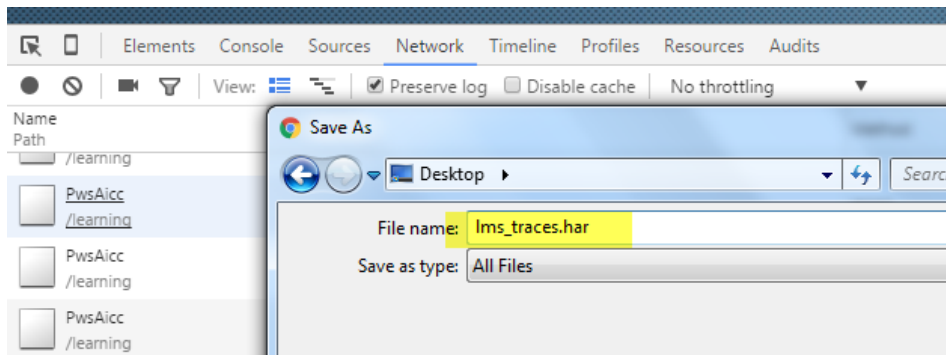 Elements Console Sources Network Timeline Profiles Resources Audits
View: Preserve log Disable cache No throttling
Name
Path
/learning
PwsAicc
/learning
PwsAicc
/learning
PwsAicc
/learning
Save As
Desktop
Searc
File name: lms_traces.har
Save as type: All Files